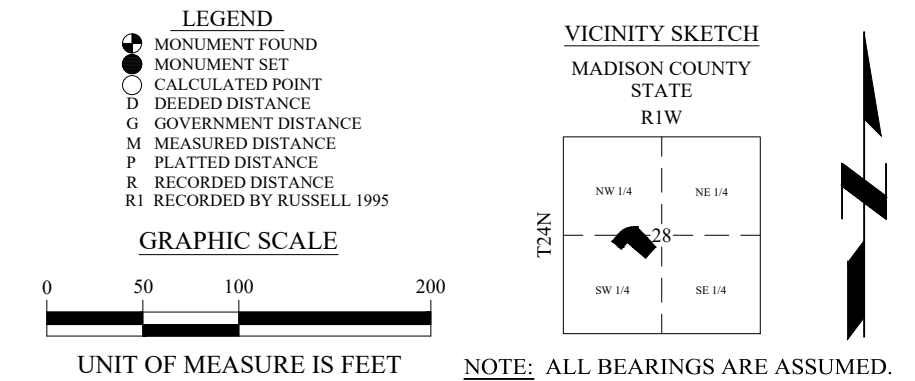 LEGEND
MONUMENT FOUND
MONUMENT SET
CALCULATED POINT
D DEEDED DISTANCE
G GOVERNMENT DISTANCE
M MEASURED DISTANCE
P PLATTED DISTANCE
R RECORDED DISTANCE
R1 RECORDED BY RUSSELL 1995
GRAPHIC SCALE
0 50 100 200
UNIT OF MEASURE IS FEET
VICINITY SKETCH
MADISON COUNTY
STATE
R1W
T24N
NW 1/4 NE 1/4
28
SW 1/4 SE 1/4
N
NOTE: ALL BEARINGS ARE ASSUMED.